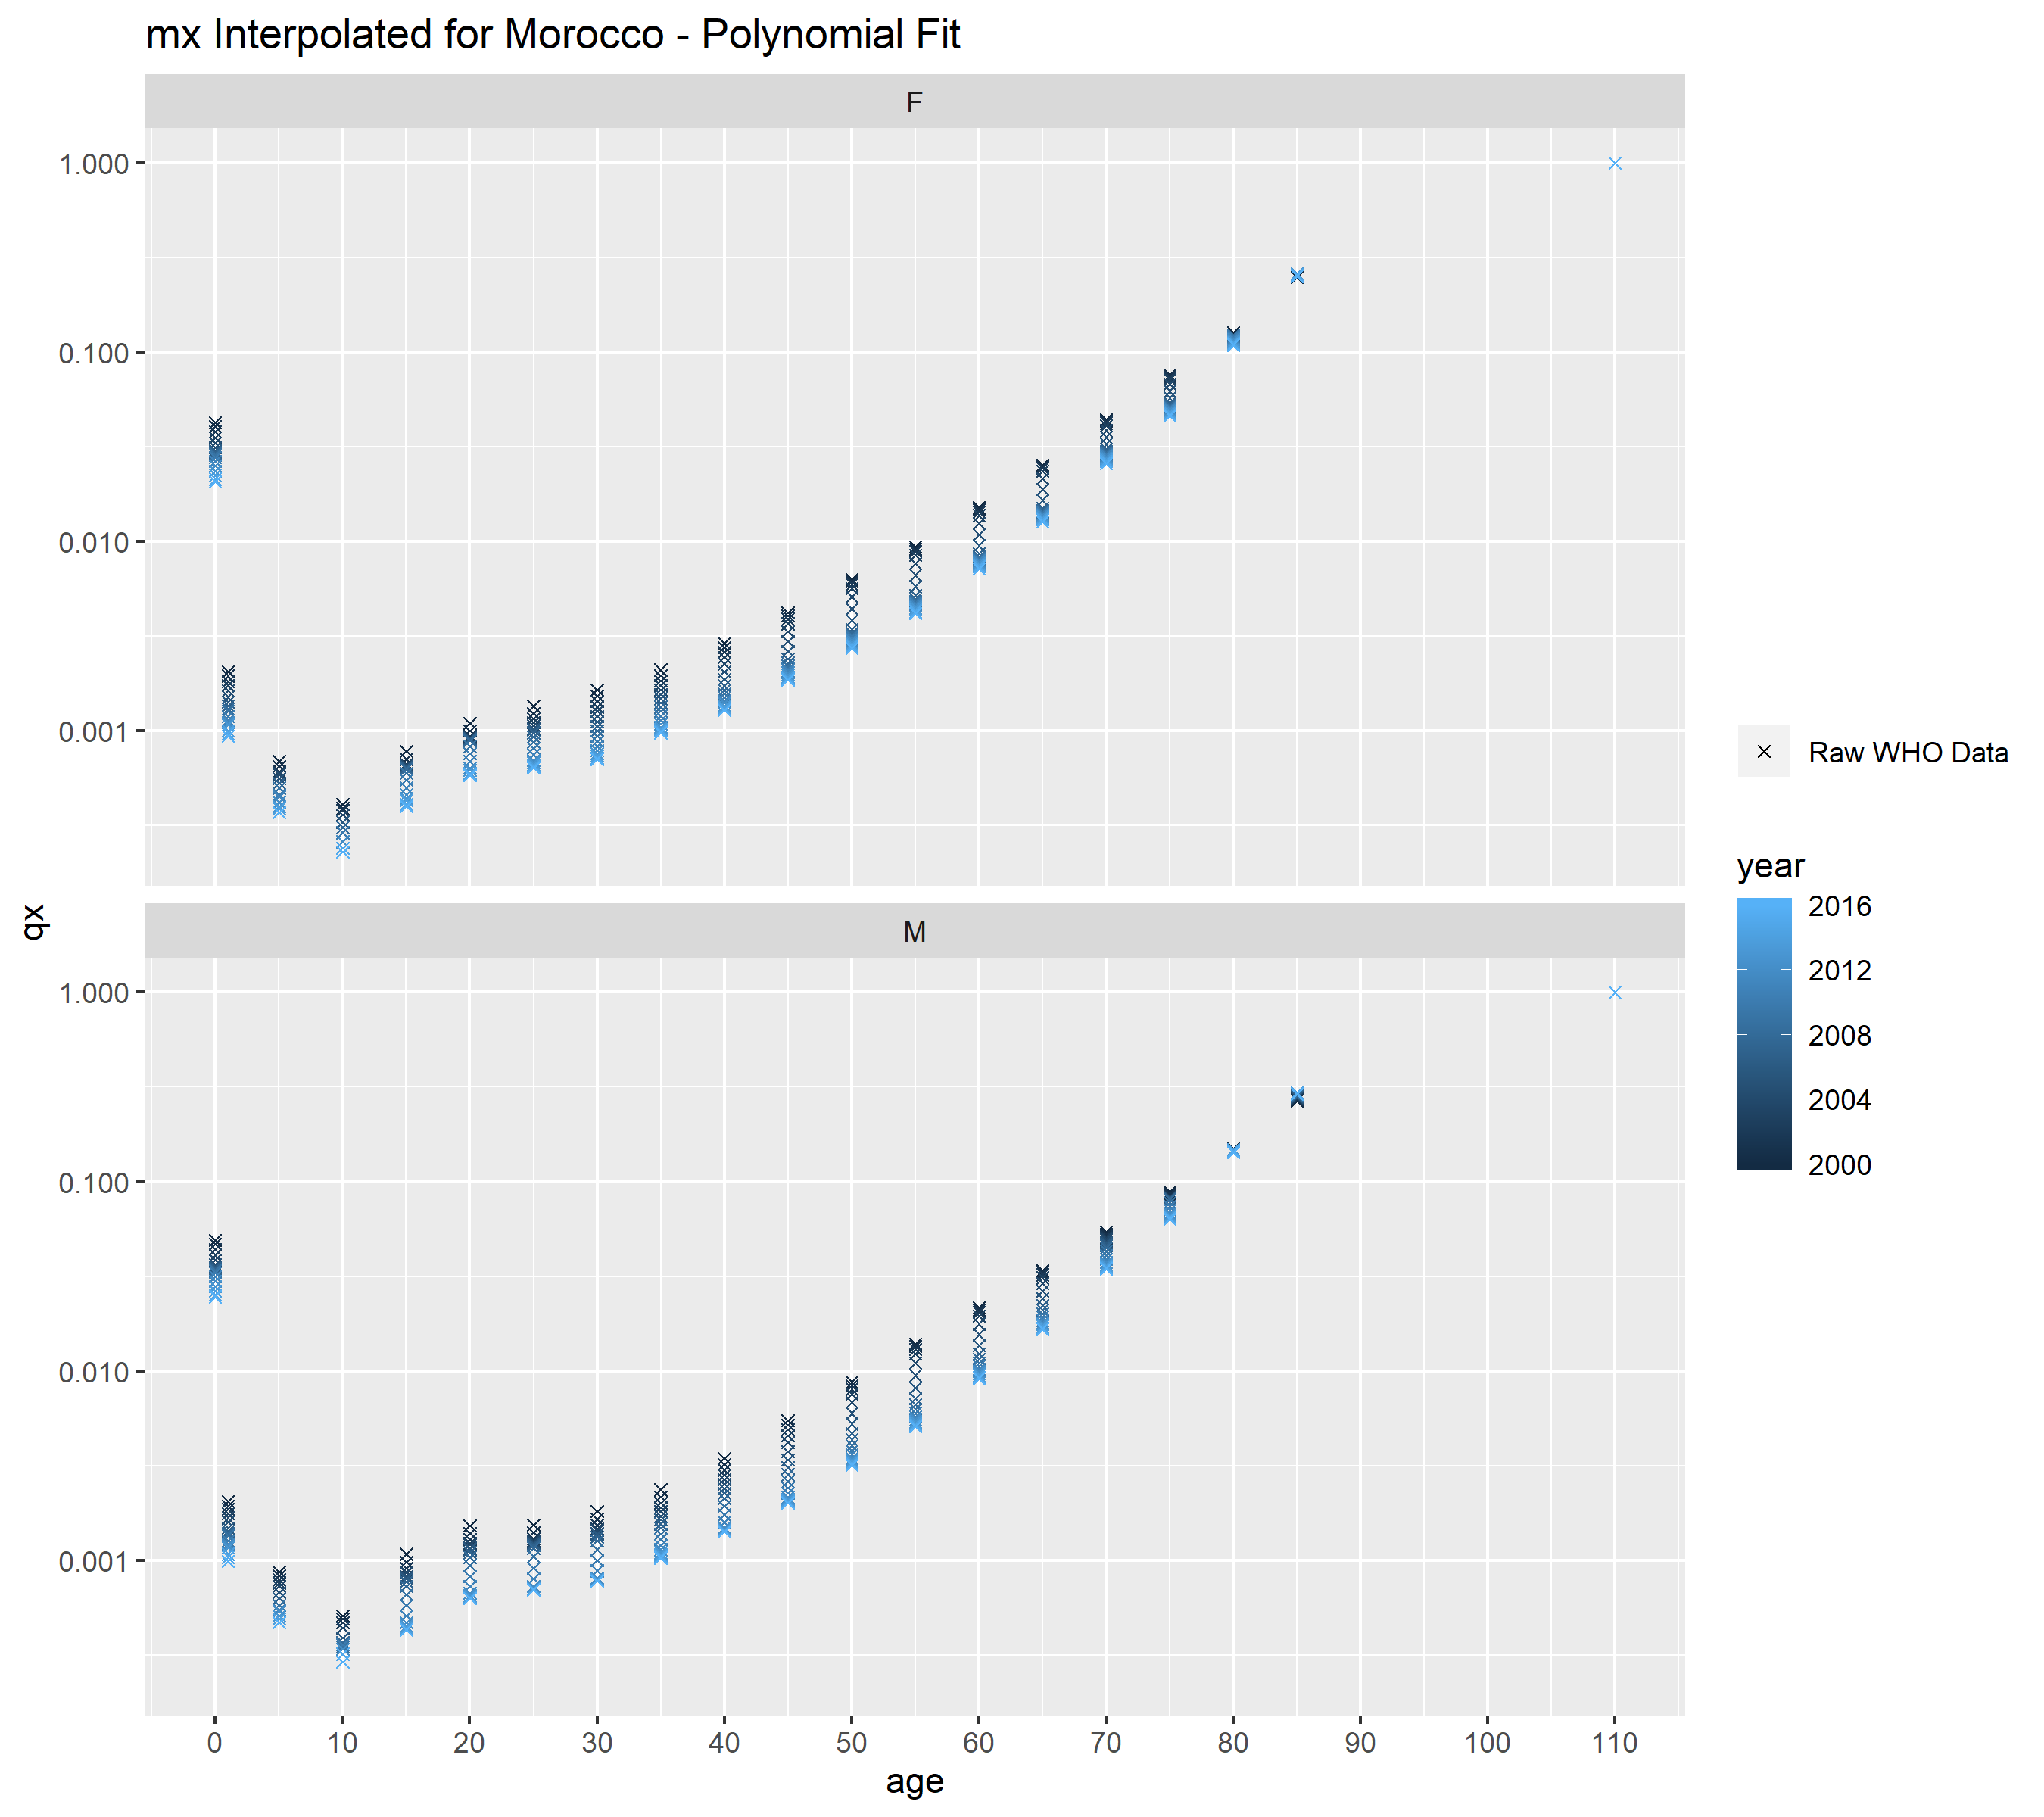 mx Interpolated for Morocco - Polynomial Fit
F
1.000
0.100
0.010
0.001
qx
M
1.000
0.100
0.010
0.001
0 10 20 30 40 50 60 70 80 90 100 110
age
Raw WHO Data
year
2016
2012
2008
2004
2000